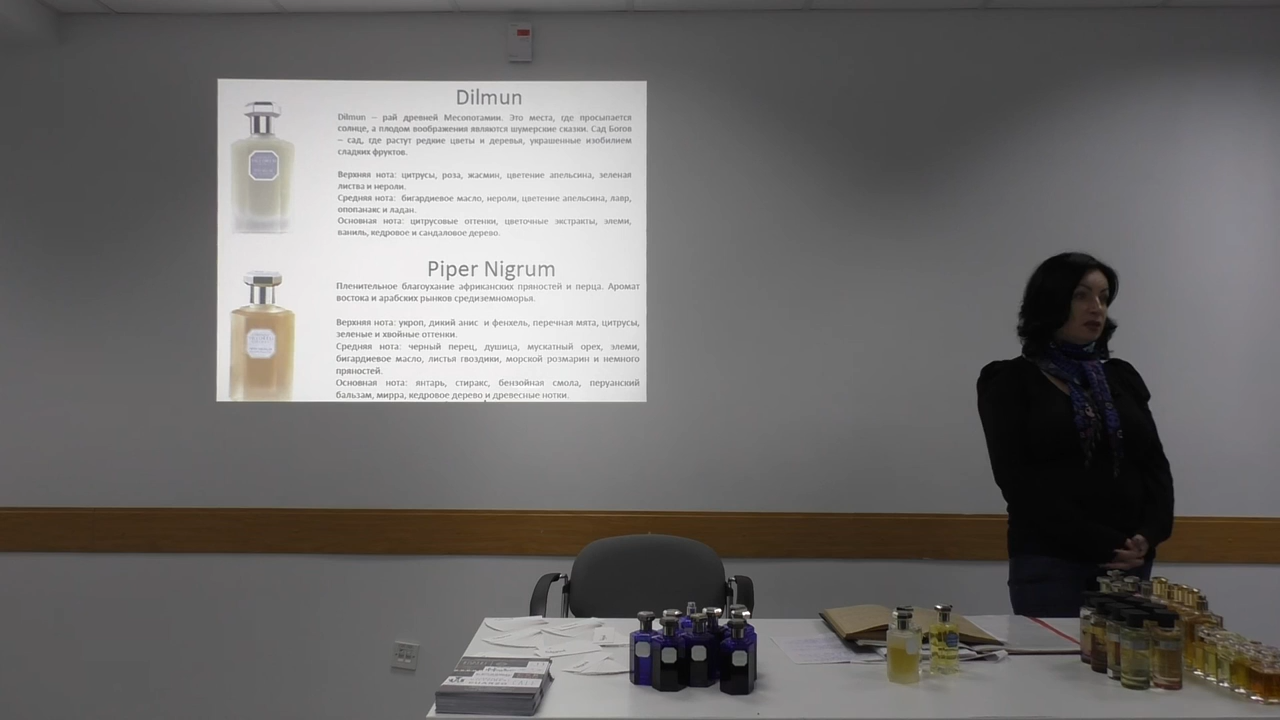 Dilmun
Dilmun – рай древней Месопотамии. Это места, где просыпается
солнце, а плодом воображения являются шумерские сказки. Сад Богов
– сад, где растут редкие цветы и деревья, украшенные изобилием
сладких фруктов.
Верхняя нота: цитрусы, роза, жасмин, цветение апельсина, зеленая
листва и нероли.
Средняя нота: бигардиевое масло, нероли, цветение апельсина, лавр,
опопанакс и ладан.
Основная нота: цитрусовые оттенки, цветочные экстракты, элеми,
ваниль, кедровое и сандаловое дерево.
Piper Nigrum
Пленительное благоухание африканских пряностей и перца. Аромат
востока и арабских рынков средиземноморья.
Верхняя нота: укроп, дикий анис и фенхель, перечная мята, цитрусы,
зеленые и хвойные оттенки.
Средняя нота: черный перец, душица, мускатный орех, элеми,
бигардиевое масло, листья гвоздики, морской розмарин и немного
пряностей.
Основная нота: янтарь, стиракс, бензойная смола, перуанский
бальзам, мирра, кедровое дерево и древесные нотки.